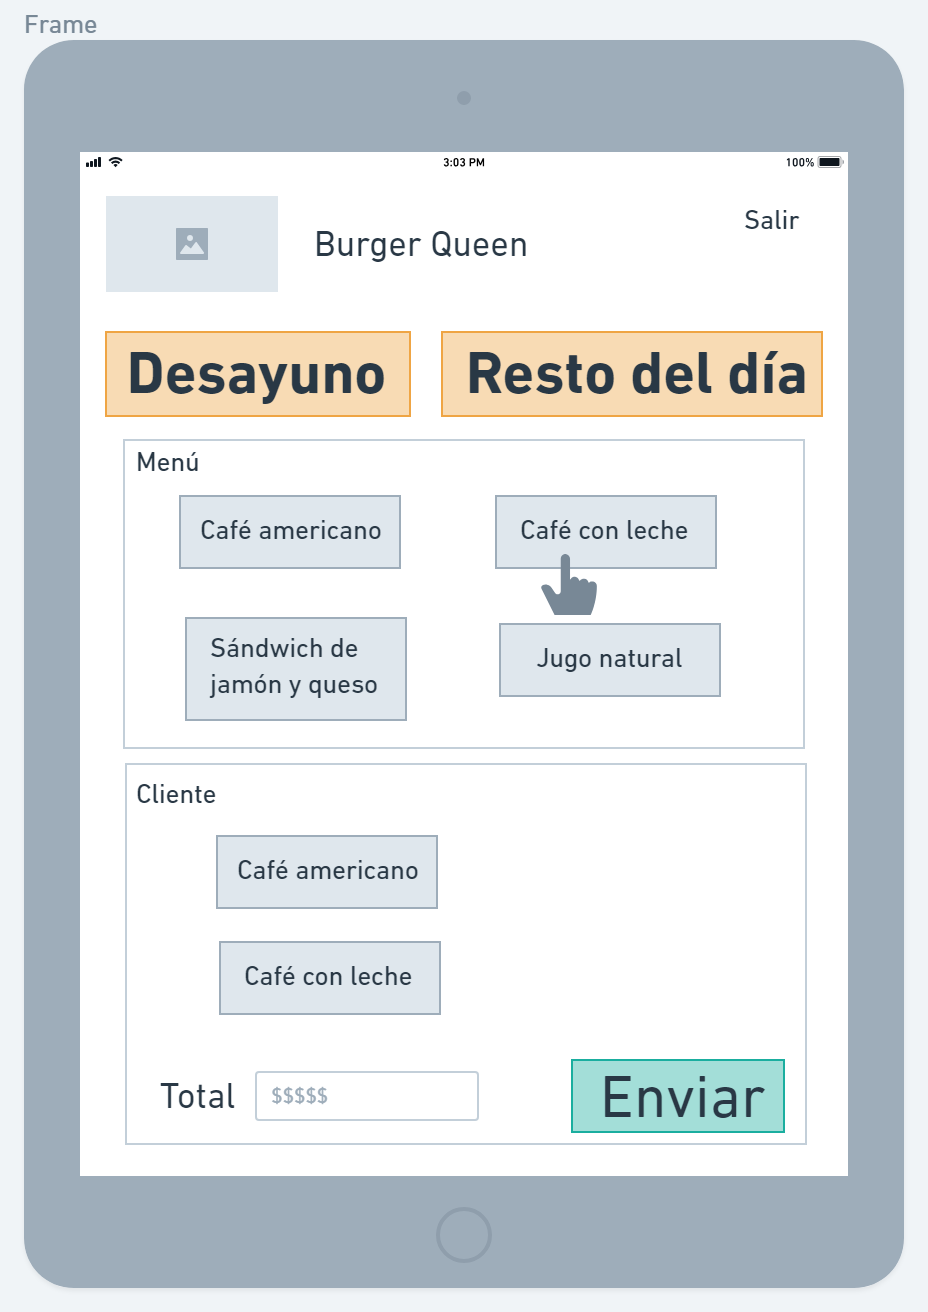 Frame
3:03 PM
100%
Salir
Burger Queen
Desayuno
Resto del día
Menú
Café americano
Café con leche
Sándwich de
jamón y queso
Jugo natural
Cliente
Café americano
Café con leche
Total
$$$$$
Enviar